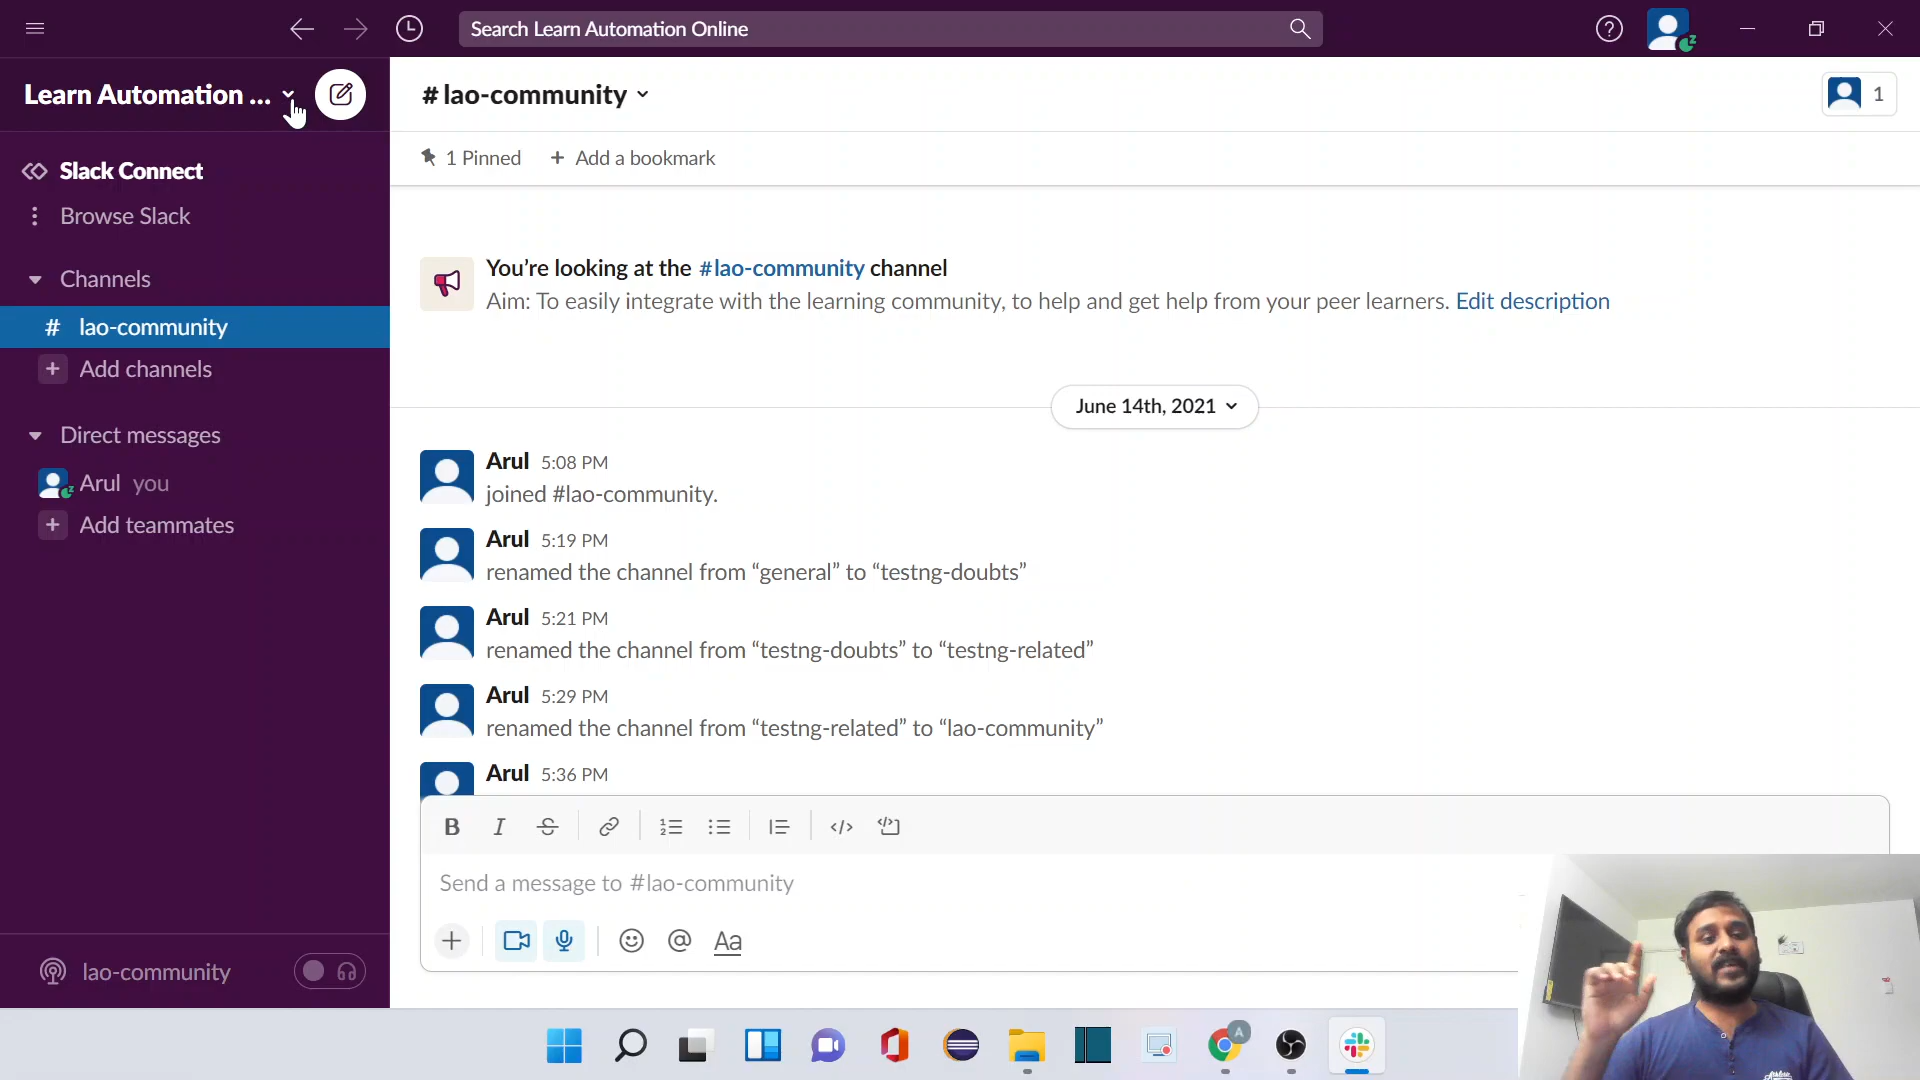 Search Learn Automation Online
Learn Automation ...
# lao-community
1
1 Pinned
+ Add a bookmark
Slack Connect
Browse Slack
Channels
# lao-community
+ Add channels
Direct messages
Arul you
+ Add teammates
You're looking at the #lao-community channel
Aim: To easily integrate with the learning community, to help and get help from your peer learners. Edit description
June 14th, 2021
Arul 5:08 PM
joined #lao-community.
Arul 5:19 PM
renamed the channel from “general” to “testng-doubts”
Arul 5:21 PM
renamed the channel from “testng-doubts” to “testng-related”
Arul 5:29 PM
renamed the channel from “testng-related” to “lao-community”
Arul 5:36 PM
B I S
Send a message to #lao-community
@ Aa
lao-community
A